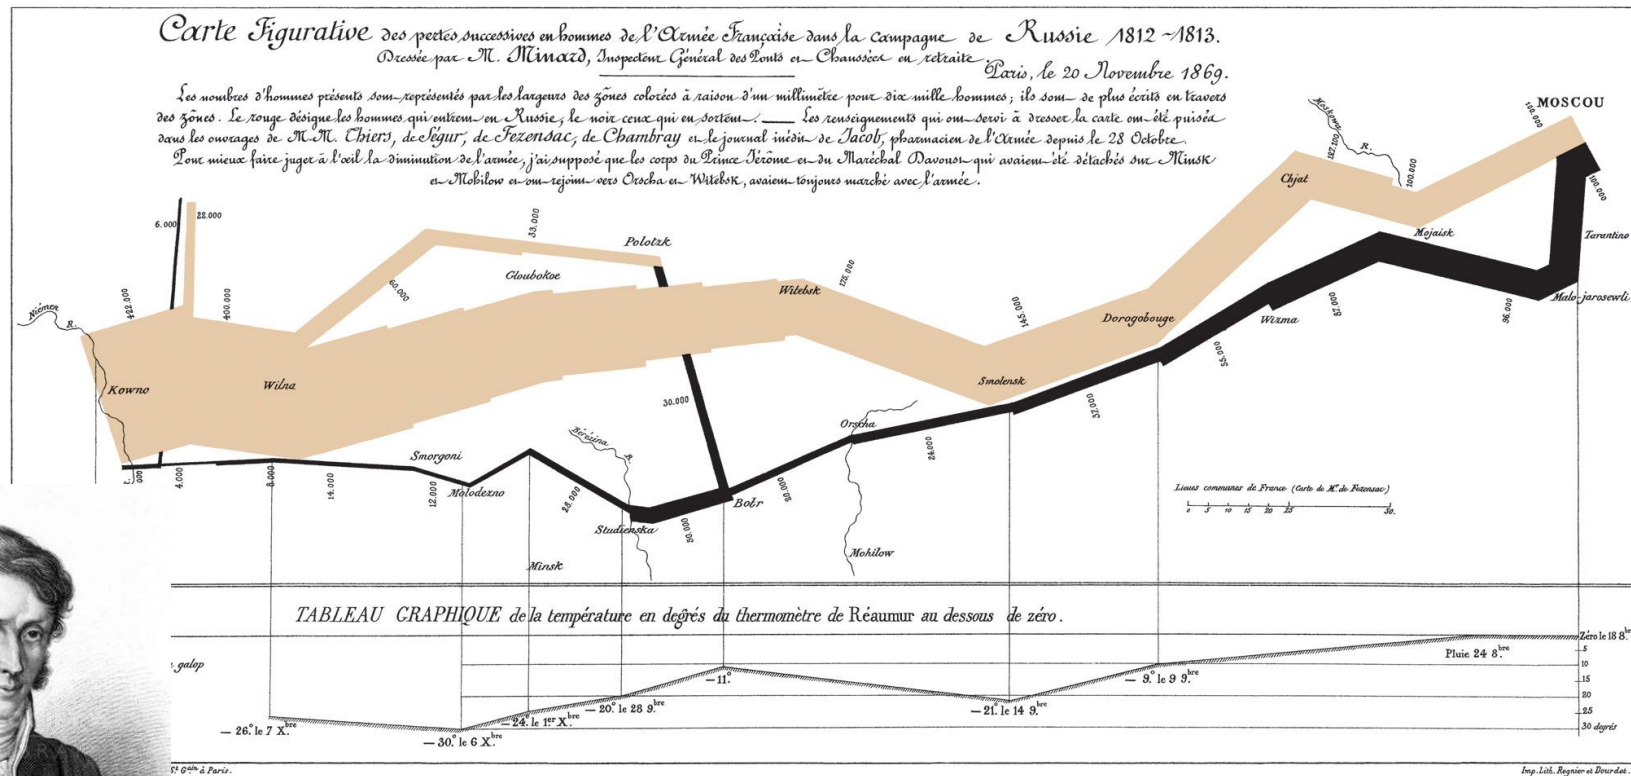 Carte Figurative des pertes successives en hommes de l'Armée Française dans la campagne de Russie 1812-1813.
Dressée par M. Minard, Inspecteur Général des Ponts et Chaussées en retraite.
Paris, le 20 Novembre 1869.
Les nombres d'hommes présents sont représentés par les largeurs des zônes colorées à raison d'un millimètre pour dix mille hommes; ils sont de plus écrits en travers
des zônes. Le rouge désigne les hommes qui entrent en Russie, le noir ceux qui en sortent. Les renseignements qui ont servi à dresser la carte ont été puisés
dans les ouvrages de M.M. Thiers, de Ségur, de Fezensac, de Chambray et le journal inédit de Jacob, pharmacien de l'Armée depuis le 28 Octobre.
Pour mieux faire juger à l'œil la diminution de l'armée, j'ai supposé que les corps du Prince Jérôme et du Maréchal Davoust qui avaient été détachés sur Minsk
et Mohilow et ont rejoint vers Orscha et Witebsk, avaient toujours marché avec l'armée.
MOSCOU
100.000
Moskowa R.
127.100
100.000
Chjat
Mojaisk
100.000
Tarantino
Malo-jarosewli
6.000
22.000
33.000
Polotzk
Gloubokoe
60.000
Witebsk
175.000
Niémen R.
422.000
400.000
145.000
Dorogobouge
Wizma
87.000
96.000
55.000
Kowno
Wilna
Smolensk
37.000
30.000
Orscha
24.000
Smorgoni
Bérézina R.
4.000
8.000
14.000
12.000
Molodezno
28.000
Studienska
50.000
Bobr
20.000
Minsk
Mohilow
Lieues communes de France (Carte de M. de Fezensac)
0 5 10 15 20 25 50.
TABLEAU GRAPHIQUE de la température en degrés du thermomètre de Réaumur au dessous de zéro.
galop
Zéro le 18 8.bre
Pluie 24 8.bre
5
10
15
20
25
30 degrés
— 9.° le 9 9.bre
— 21.° le 14 9.bre
— 11.°
— 20.° le 28 9.bre
— 24. le 1.er X.bre
— 30.° le 6 X.bre
— 26.° le 7 X.bre
à Paris.
Imp. Lith. Regnier et Dourdet.